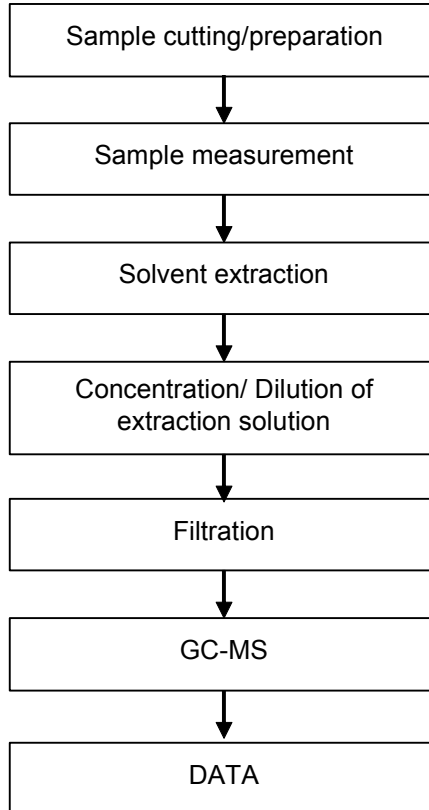 Sample cutting/preparation
Sample measurement
Solvent extraction
Concentration/ Dilution of
extraction solution
Filtration
GC-MS
DATA